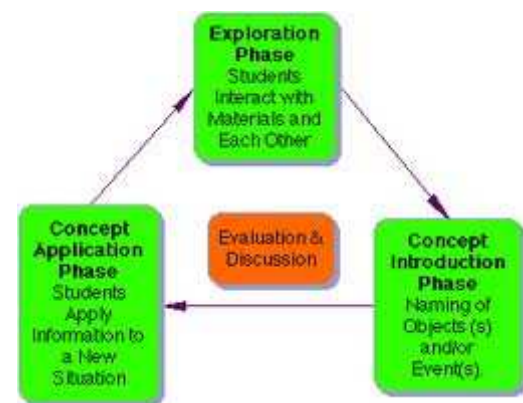 Exploration
Phase
Students
Interact with
Materials and
Each Other
Concept
Application
Phase
Students
Apply
Information to
a New
Situation
Evaluation &
Discussion
Concept
Introduction
Phase
Naming of
Objects (s)
and/or
Event(s).